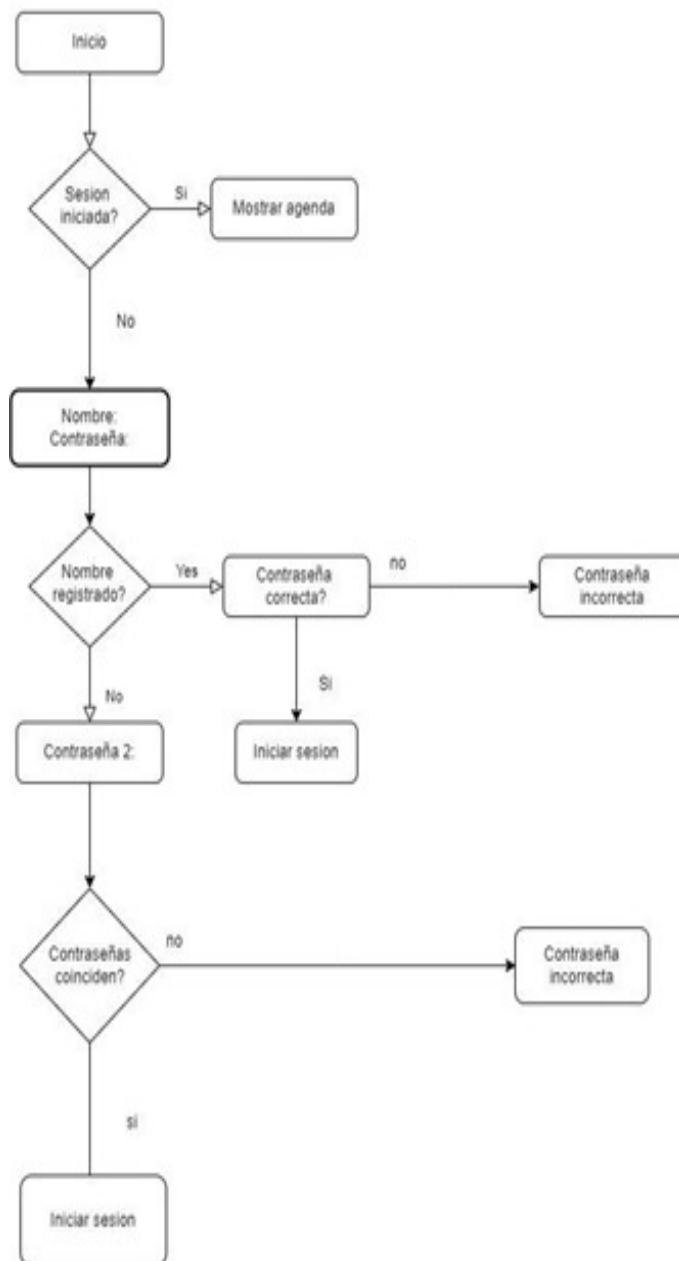 Inicio
Sesion
iniciada?
Si
Mostrar agenda
No
Nombre:
Contraseña:
Nombre
registrado?
Yes
Contraseña
correcta?
no
Contraseña
incorrecta
No
Si
Contraseña 2:
Iniciar sesion
Contraseñas
coinciden?
no
Contraseña
incorrecta
si
Iniciar sesion